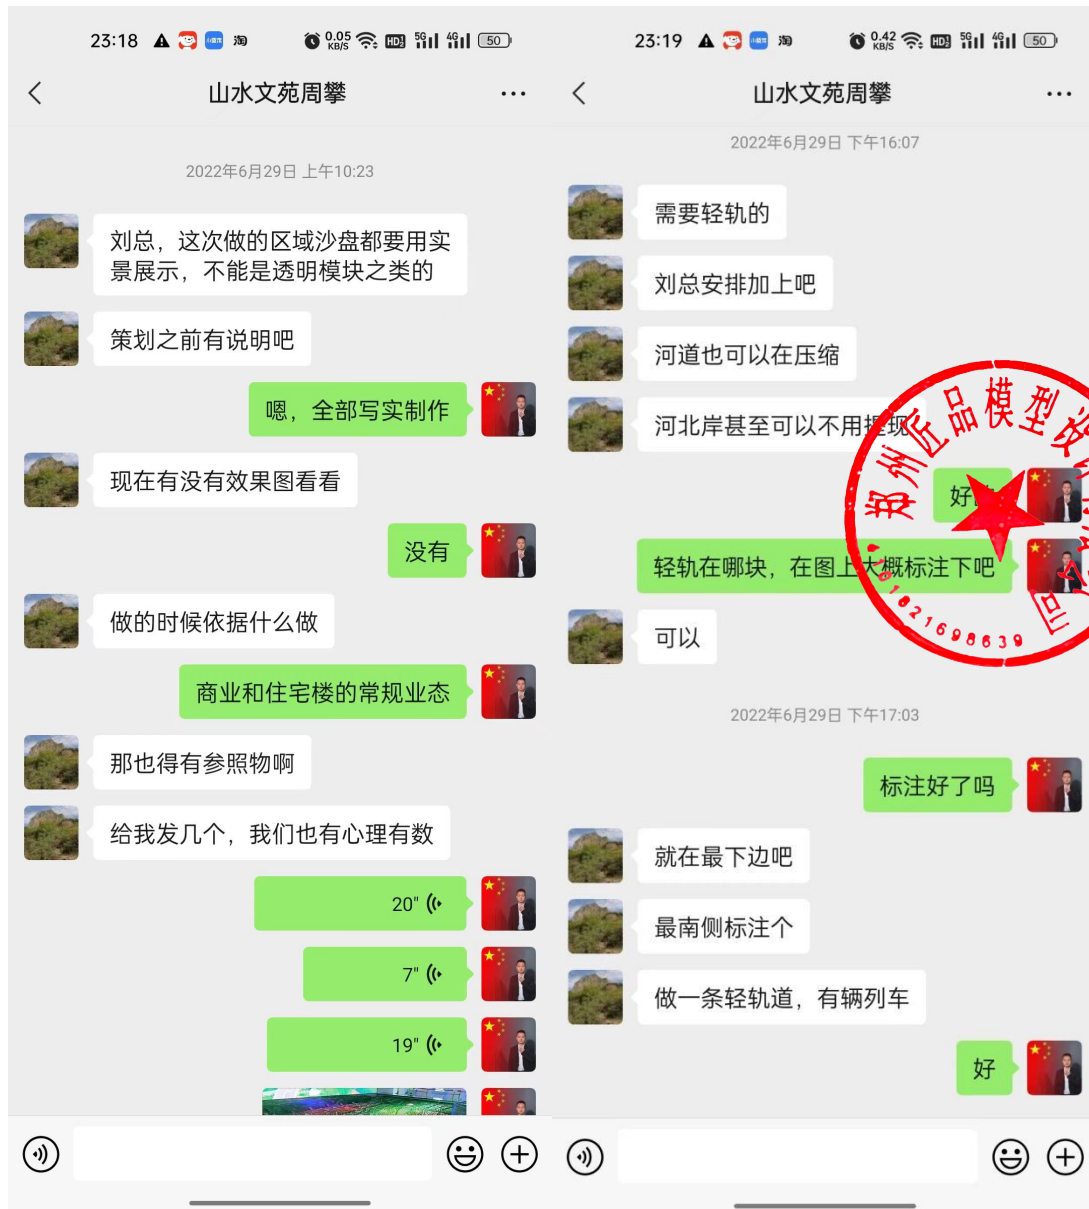 23:18
0.05 KB/S
HD2
5G
4G
50
山水文苑周攀
2022年6月29日 上午10:23
刘总，这次做的区域沙盘都要用实
景展示，不能是透明模块之类的
策划之前有说明吧
嗯，全部写实制作
现在有没有效果图看看
没有
做的时候依据什么做
商业和住宅楼的常规业态
那也得有参照物啊
给我发几个，我们也有心理有数
20"
7"
19"
23:19
0.42 KB/S
HD2
5G
4G
50
山水文苑周攀
2022年6月29日 下午16:07
需要轻轨的
刘总安排加上吧
河道也可以在压缩
河北岸甚至可以不用提现
好
轻轨在哪块，在图上大概标注下吧
可以
2022年6月29日 下午17:03
标注好了吗
就在最下边吧
最南侧标注个
做一条轻轨道，有辆列车
好
郑州匠品模型设
司